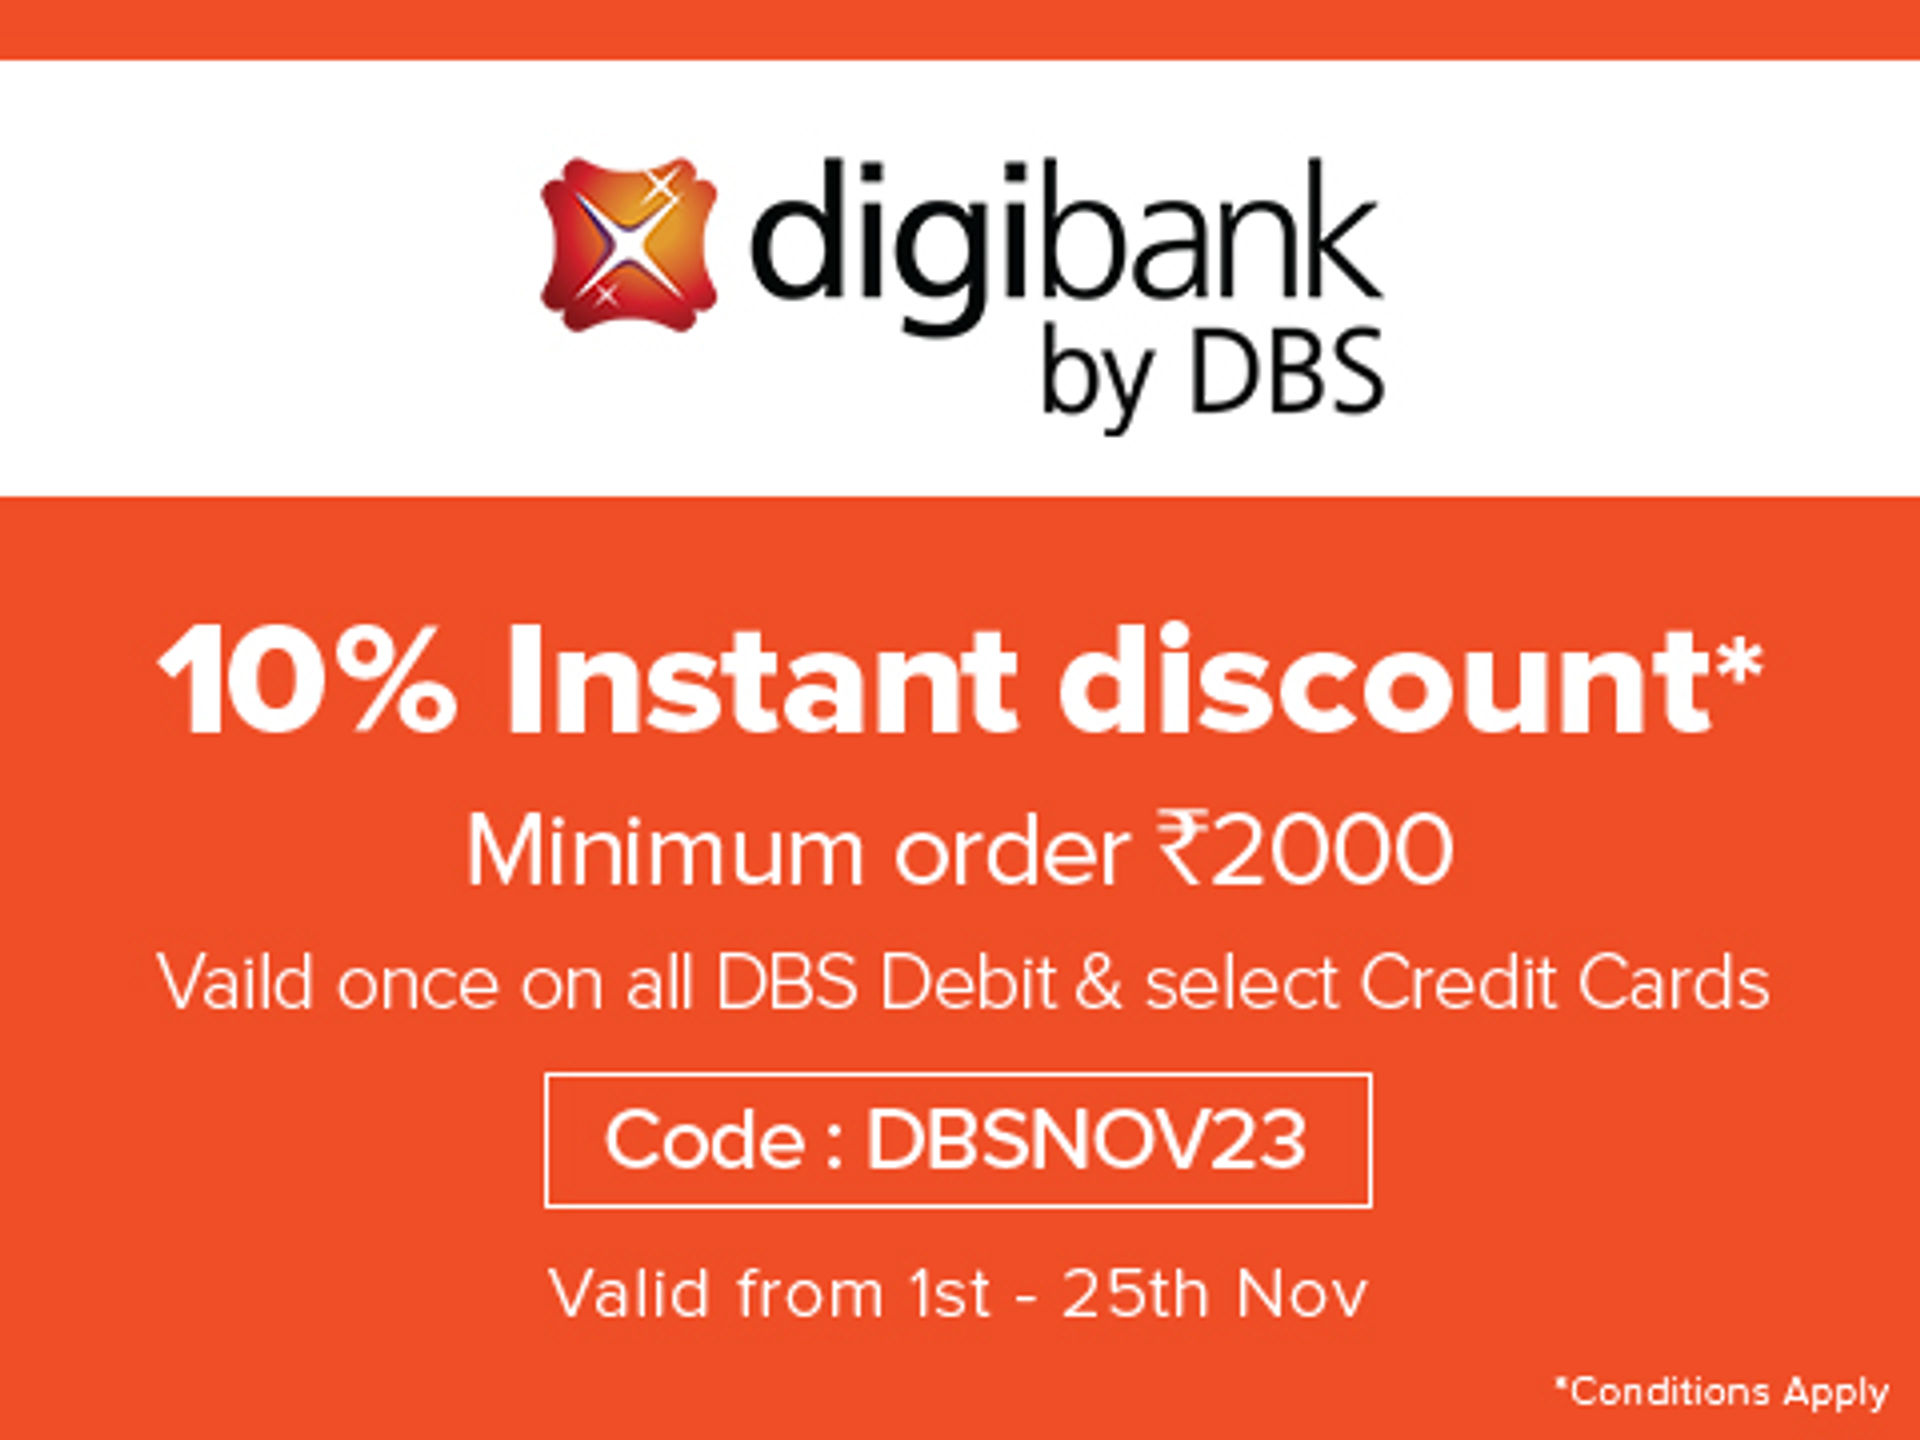 digibank
by DBS
10% Instant discount*
Minimum order ₹2000
Vaild once on all DBS Debit & select Credit Cards
Code : DBSNOV23
Valid from 1st - 25th Nov
*Conditions Apply